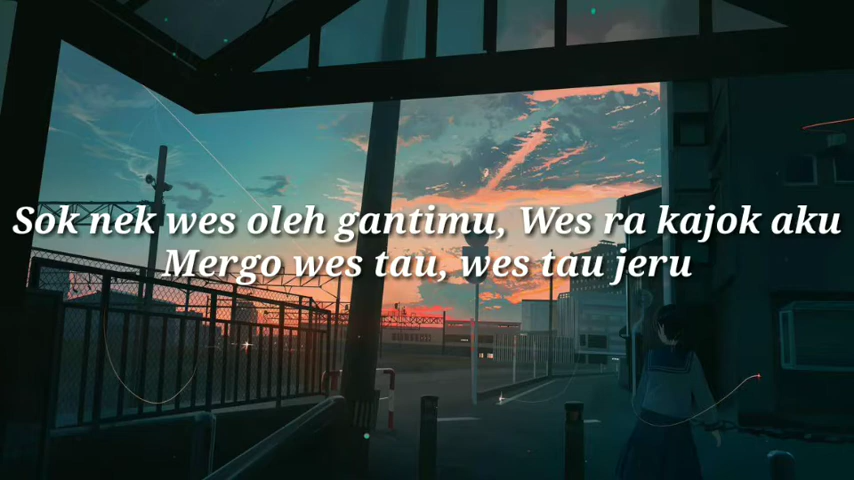 Sok nek wes oleh gantimu, Wes ra kajok aku
Mergo wes tau, wes tau jeru